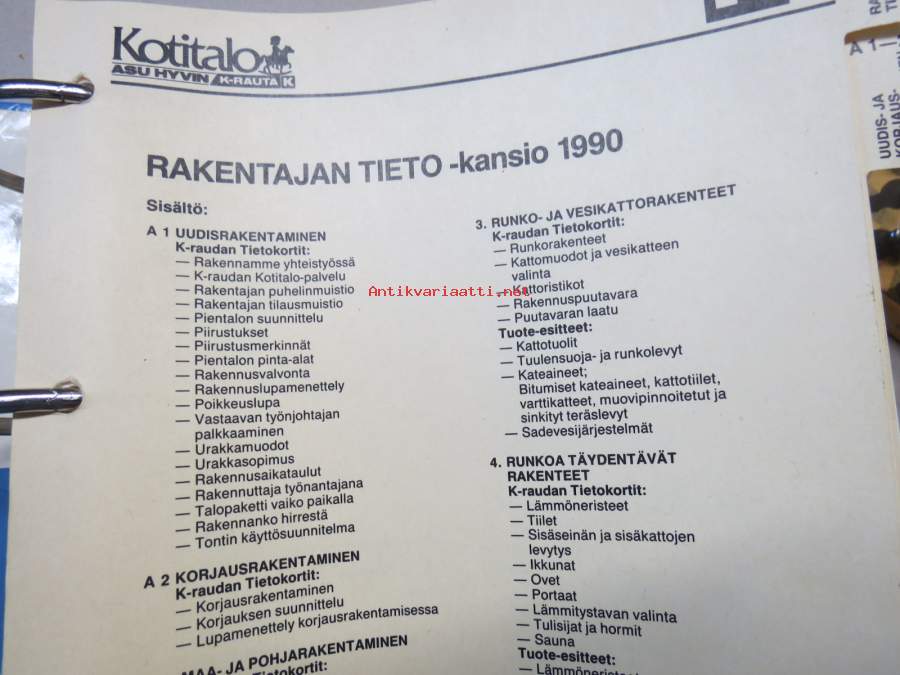 Kotitalo
ASU HYVIN K-RAUTA K
RAKENTAJAN TIETO -kansio 1990
Sisältö:
A 1 UUDISRAKENTAMINEN
K-raudan Tietokortit:
— Rakennamme yhteistyössä
— K-raudan Kotitalo-palvelu
— Rakentajan puhelinmuistio
— Rakentajan tilausmuistio
— Pientalon suunnittelu
— Piirustukset
— Piirustusmerkinnät
— Pientalon pinta-alat
— Rakennusvalvonta
— Rakennuslupamenettely
— Poikkeuslupa
— Vastaavan työnjohtajan
palkkaaminen
— Urakkamuodot
— Urakkasopimus
— Rakennusaikataulut
— Rakennuttaja työnantajana
— Talopaketti vaiko paikalla
— Rakennanko hirrestä
— Tontin käyttösuunnitelma
A 2 KORJAUSRAKENTAMINEN
K-raudan Tietokortit:
— Korjausrakentaminen
— Korjauksen suunnittelu
— Lupamenettely korjausrakentamisessa
MAA- JA POHJARAKENTAMINEN
Tietokortit:
3. RUNKO- JA VESIKATTORAKENTEET
K-raudan Tietokortit:
— Runkorakenteet
— Kattomuodot ja vesikatteen
valinta
— Kattoristikot
— Rakennuspuutavara
— Puutavaran laatu
Tuote-esitteet:
— Kattotuolit
— Tuulensuoja- ja runkolevyt
— Kateaineet;
Bitumiset kateaineet, kattotiilet,
varttikatteet, muovipinnoitetut ja
sinkityt teräslevyt
— Sadevesijärjestelmät
4. RUNKOA TÄYDENTÄVÄT
RAKENTEET
K-raudan Tietokortit:
— Lämmöneristeet
— Tiilet
— Sisäseinän ja sisäkattojen
levytys
— Ikkunat
— Ovet
— Portaat
— Lämmitystavan valinta
— Tulisijat ja hormit
— Sauna
Tuote-esitteet:
— Lämmöneristeet
A 1—
UUDIS- JA
KORJAUS-
Antikvariaatti.net